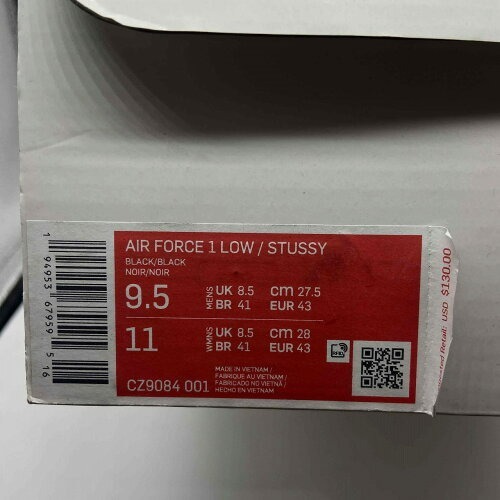 AIR FORCE 1 LOW / STUSSY
BLACK/BLACK
NOIR/NOIR
9.5 MENS UK 8.5 cm 27.5
BR 41 EUR 43
11 WMNS UK 8.5 cm 28
BR 41 EUR 43
CZ9084 001
MADE IN VIETNAM /
FABRIQUE AU VIETNAM /
FABRICADO NO VIETNÃ /
HECHO EN VIETNAM
RFID
1 94953 67959 5 16
Retail: USD $130.00